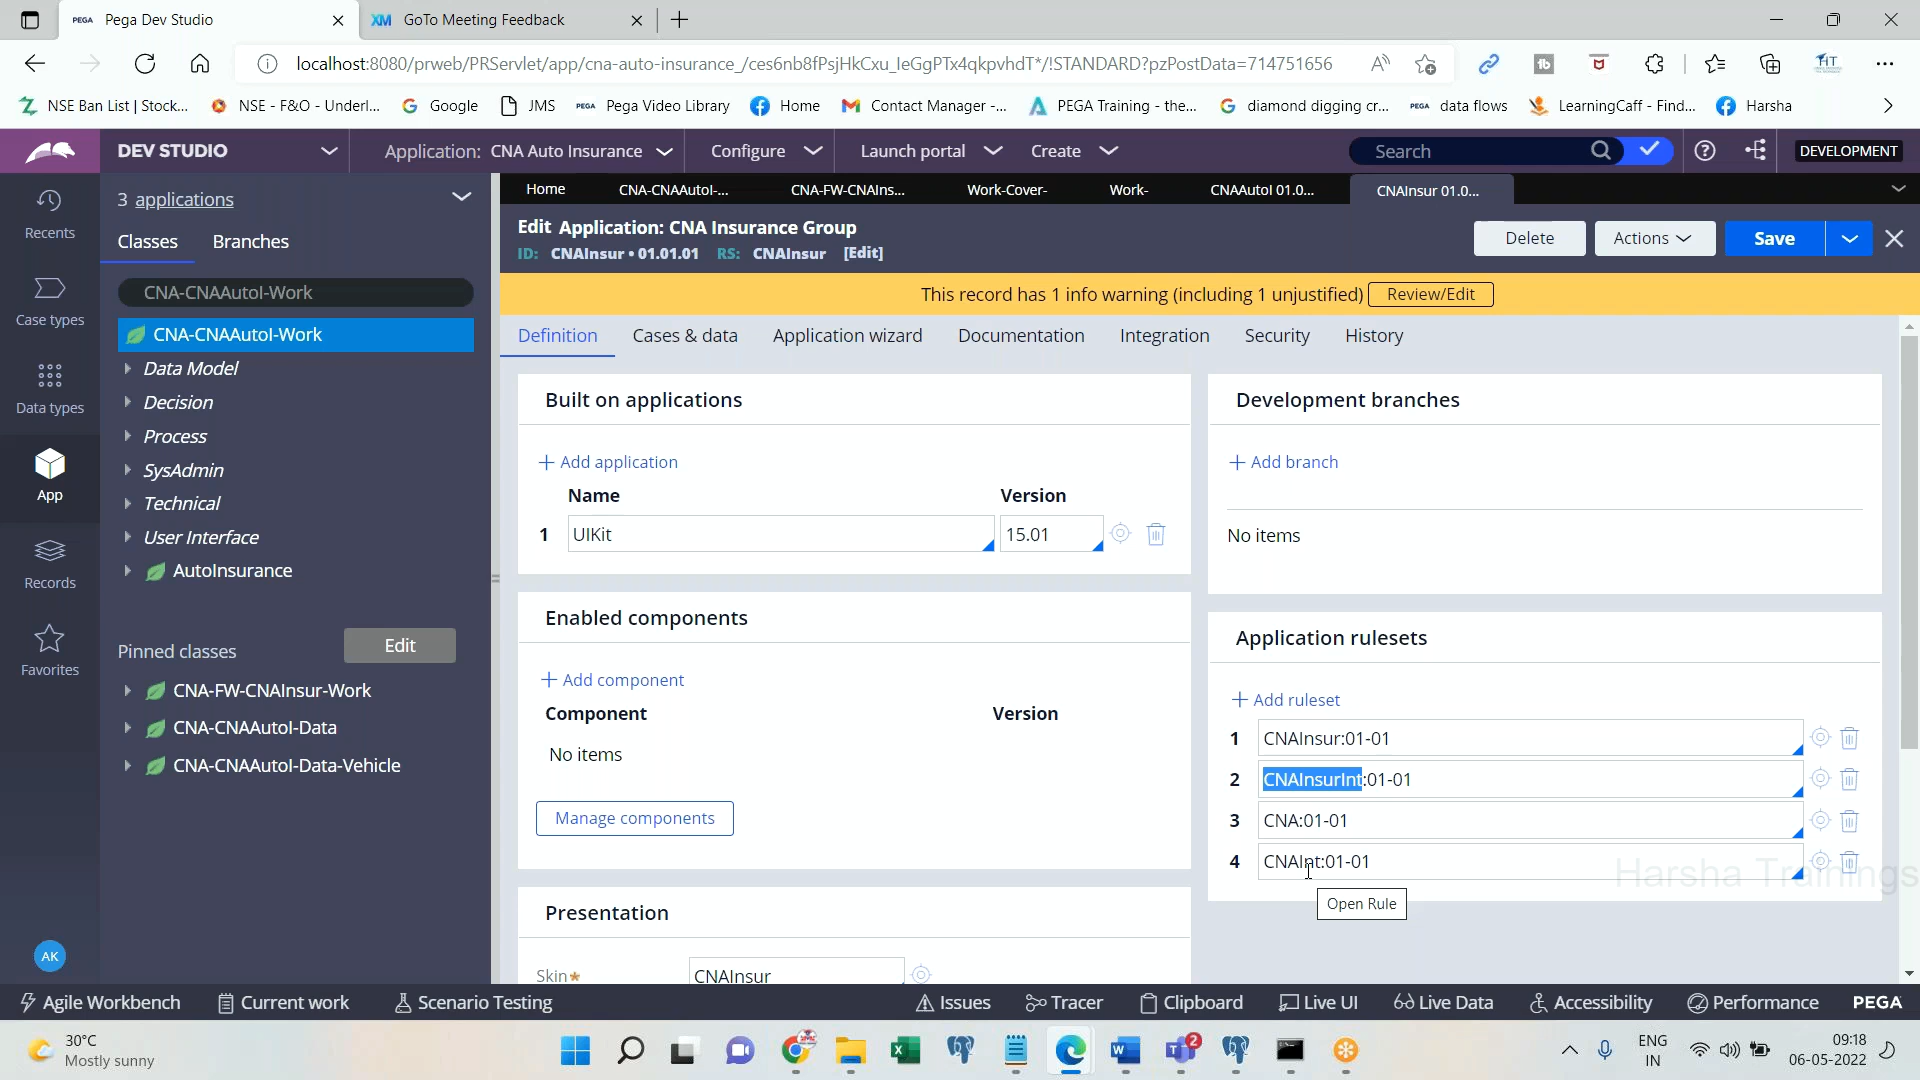 PEGA Pega Dev Studio
XM GoTo Meeting Feedback
localhost:8080/prweb/PRServlet/app/cna-auto-insurance_/ces6nb8fPsjHkCxu_IeGgPTx4qkpvhdT*/!STANDARD?pzPostData=714751656
NSE Ban List | Stock... NSE - F&O - Underl... Google JMS PEGA Pega Video Library Home Contact Manager -... PEGA Training - the... diamond digging cr... PEGA data flows LearningCaff - Find... Harsha
DEV STUDIO Application: CNA Auto Insurance Configure Launch portal Create Search DEVELOPMENT
Recents
Case types
Data types
App
Records
Favorites
AK
3 applications
Classes Branches
CNA-CNAAutoI-Work
CNA-CNAAutoI-Work
Data Model
Decision
Process
SysAdmin
Technical
User Interface
AutoInsurance
Pinned classes Edit
CNA-FW-CNAInsur-Work
CNA-CNAAutoI-Data
CNA-CNAAutoI-Data-Vehicle
Home CNA-CNAAutoI-... CNA-FW-CNAIns... Work-Cover- Work- CNAAutoI 01.0... CNAInsur 01.0...
Edit Application: CNA Insurance Group
ID: CNAInsur • 01.01.01 RS: CNAInsur [Edit]
Delete Actions Save
This record has 1 info warning (including 1 unjustified) Review/Edit
Definition Cases & data Application wizard Documentation Integration Security History
Built on applications
Add application
Name Version
1 UIKit 15.01
Enabled components
Add component
Component Version
No items
Manage components
Presentation
Skin* CNAInsur
Development branches
Add branch
No items
Application rulesets
Add ruleset
1 CNAInsur:01-01
2 CNAInsurInt:01-01
3 CNA:01-01
4 CNAInt:01-01
Harsha Trainings
Open Rule
Agile Workbench Current work Scenario Testing Issues Tracer Clipboard Live UI Live Data Accessibility Performance PEGA
30°C
Mostly sunny
2
ENG
IN
09:18
06-05-2022